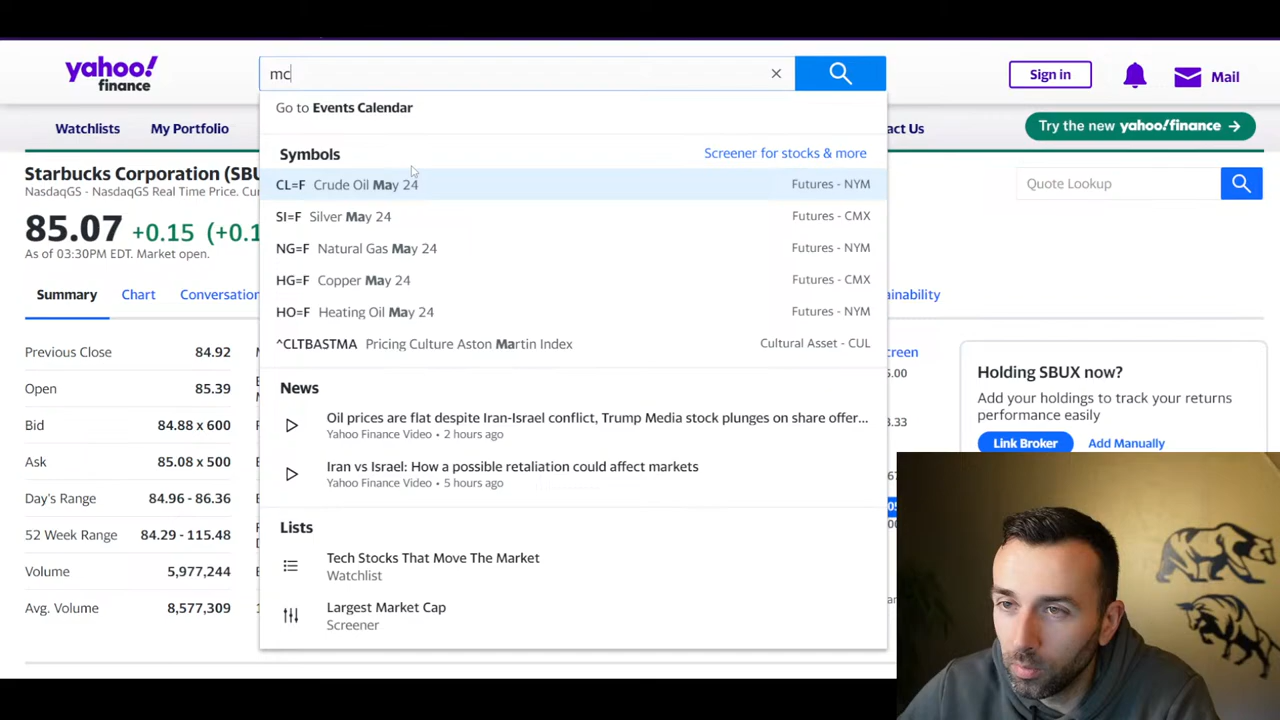 yahoo!
finance
mc
Sign in
Mail
Go to Events Calendar
Watchlists
My Portfolio
act Us
Try the new yahoo!finance
Symbols
Screener for stocks & more
Starbucks Corporation (SBU
NasdaqGS - NasdaqGS Real Time Price. Cu
Quote Lookup
CL=F Crude Oil May 24 Futures - NYM
SI=F Silver May 24 Futures - CMX
85.07 +0.15 (+0.1
As of 03:30PM EDT. Market open.
NG=F Natural Gas May 24 Futures - NYM
HG=F Copper May 24 Futures - CMX
Summary Chart Conversation
ainability
HO=F Heating Oil May 24 Futures - NYM
^CLTBASTMA Pricing Culture Aston Martin Index Cultural Asset - CUL
Previous Close 84.92
Open 85.39
Bid 84.88 x 600
Ask 85.08 x 500
Day's Range 84.96 - 86.36
52 Week Range 84.29 - 115.48
Volume 5,977,244
Avg. Volume 8,577,309
News
Oil prices are flat despite Iran-Israel conflict, Trump Media stock plunges on share offer...
Yahoo Finance Video • 2 hours ago
Iran vs Israel: How a possible retaliation could affect markets
Yahoo Finance Video • 5 hours ago
Lists
Tech Stocks That Move The Market
Watchlist
Largest Market Cap
Screener
creen
5.00
3.33
Holding SBUX now?
Add your holdings to track your returns
performance easily
Link Broker Add Manually